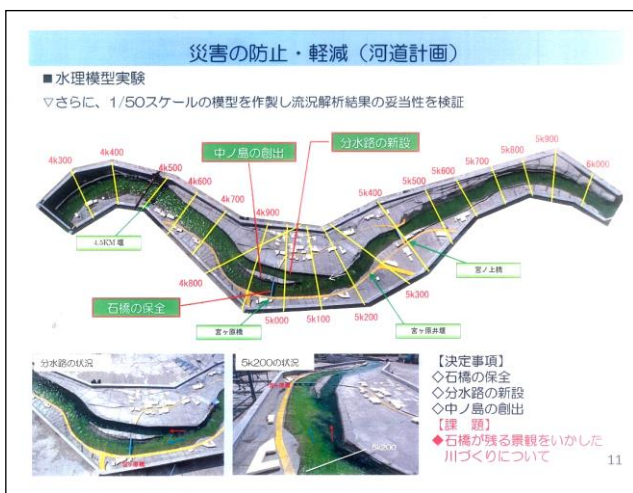 災害の防止・軽減（河道計画）
■水理模型実験
▽さらに、1/50スケールの模型を作製し流況解析結果の妥当性を検証
中ノ島の創出
分水路の新設
4k300
4k400
4k500
4k600
4k700
4k900
5k400
5k500
5k600
5k700
5k800
5k900
6k000
4.5KM堰
4k800
石橋の保全
宮ヶ原橋
5k000
5k100
5k200
5k300
宮ヶ原井堰
宮ノ上橋
分水路の状況
5k200の状況
5k200
【決定事項】
◇石橋の保全
◇分水路の新設
◇中ノ島の創出
【課　題】
◆石橋が残る景観をいかした
川づくりについて
11